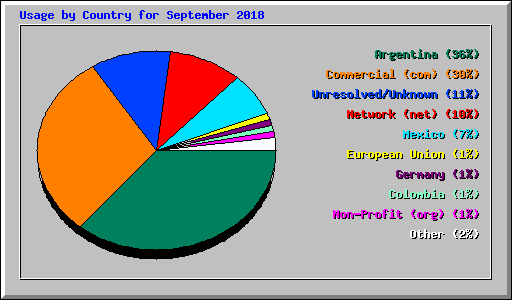 Usage by Country for September 2018
Argentina (36%)
Commercial (com) (30%)
Unresolved/Unknown (11%)
Network (net) (10%)
Mexico (7%)
European Union (1%)
Germany (1%)
Colombia (1%)
Non-Profit (org) (1%)
Other (2%)